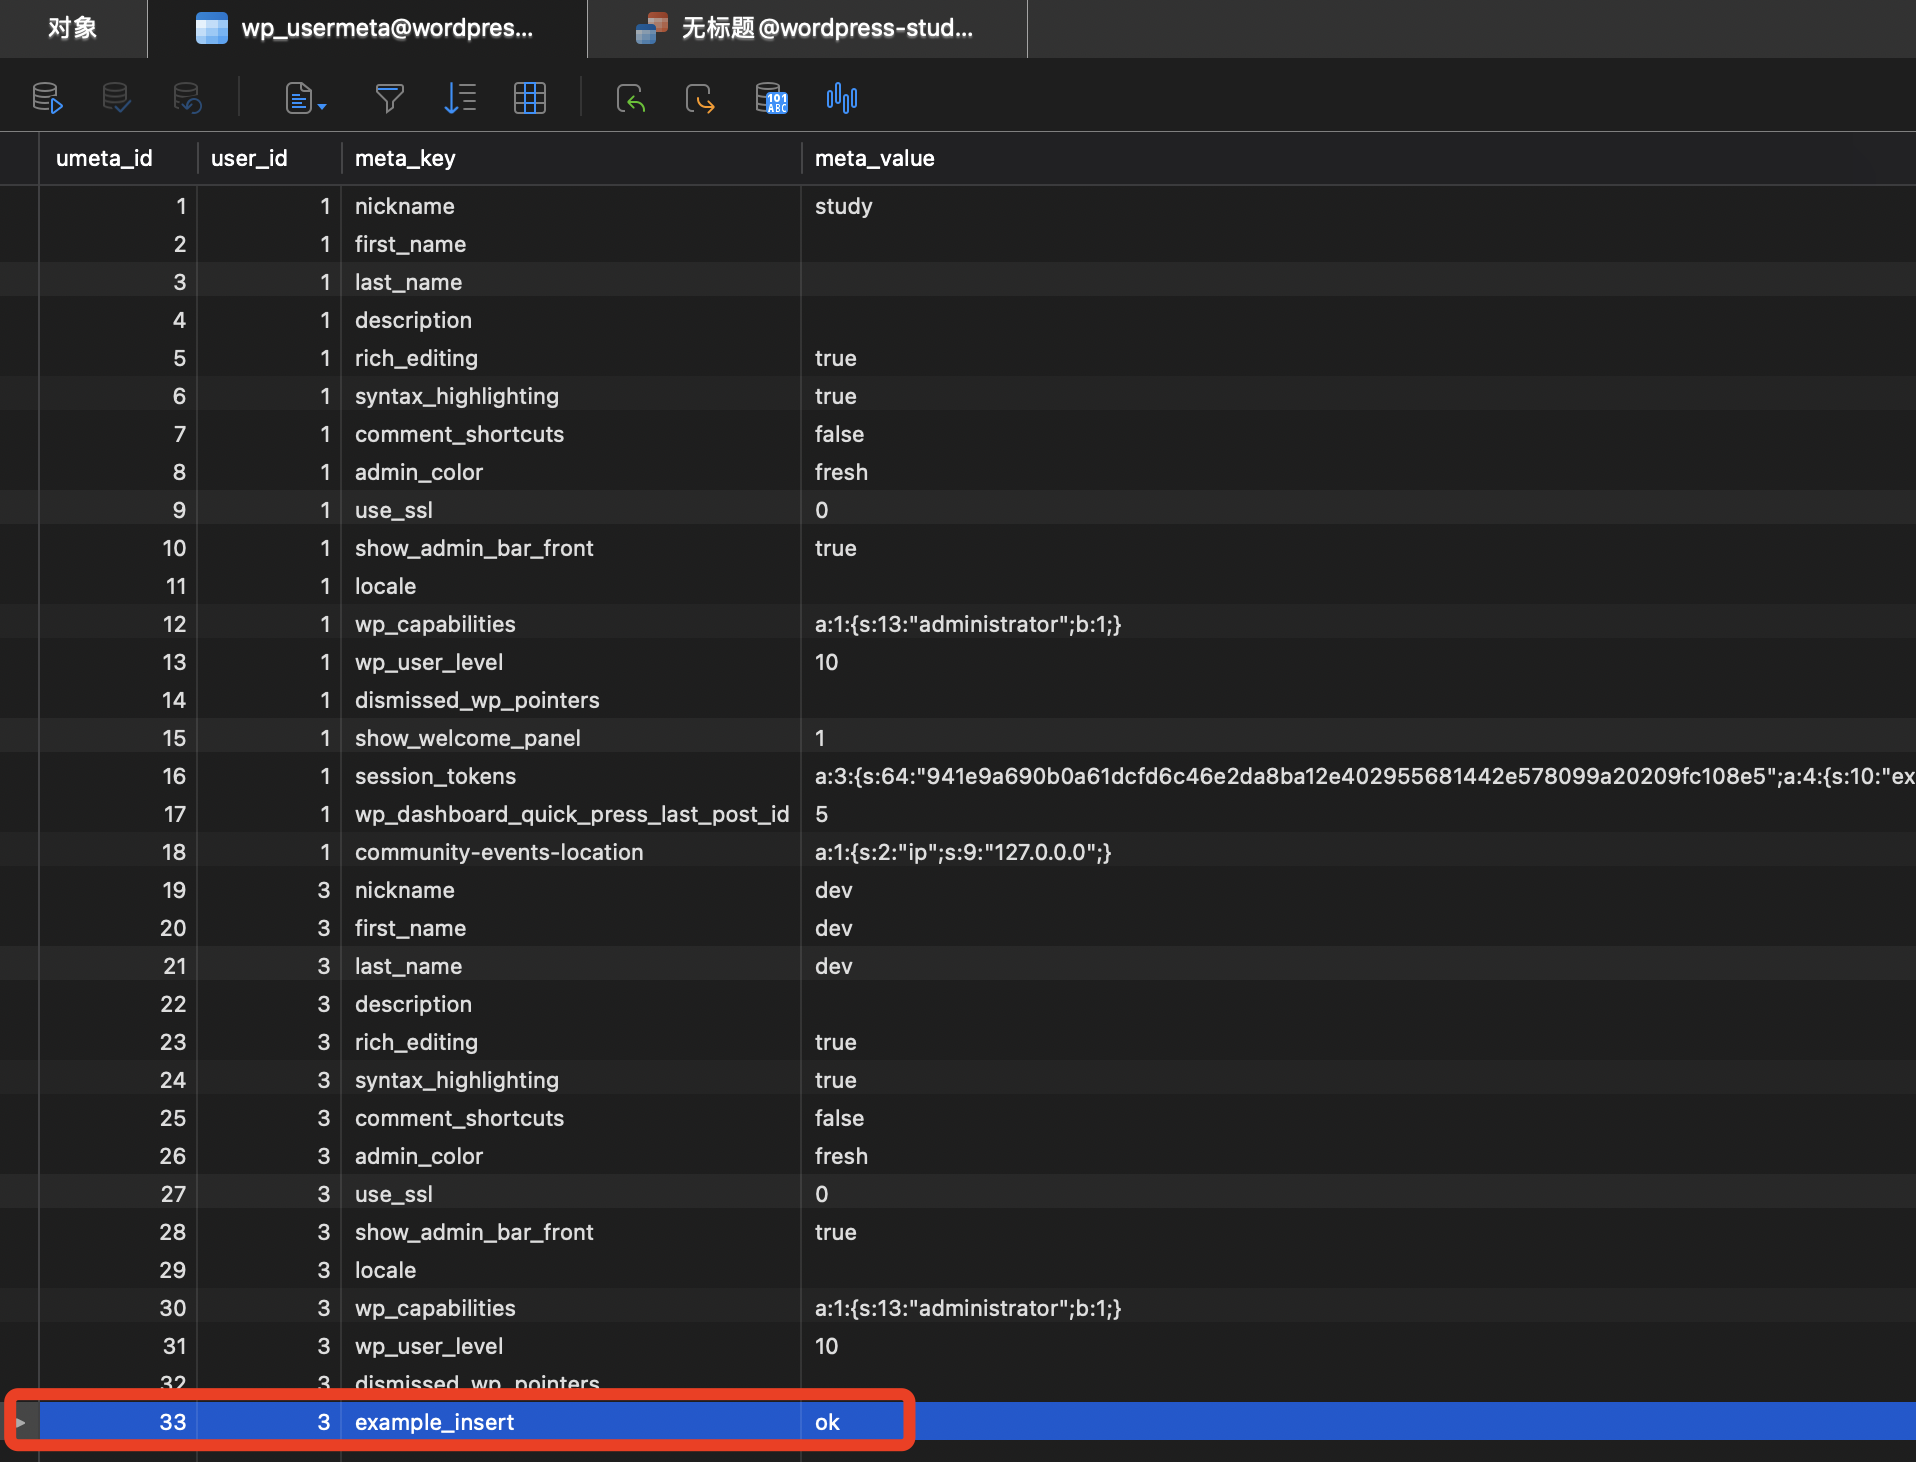 对象
wp_usermeta@wordpres...
无标题@wordpress-stud...
101
ABC
umeta_id user_id meta_key meta_value
1 1 nickname study
2 1 first_name
3 1 last_name
4 1 description
5 1 rich_editing true
6 1 syntax_highlighting true
7 1 comment_shortcuts false
8 1 admin_color fresh
9 1 use_ssl 0
10 1 show_admin_bar_front true
11 1 locale
12 1 wp_capabilities a:1:{s:13:"administrator";b:1;}
13 1 wp_user_level 10
14 1 dismissed_wp_pointers
15 1 show_welcome_panel 1
16 1 session_tokens a:3:{s:64:"941e9a690b0a61dcfd6c46e2da8ba12e402955681442e578099a20209fc108e5";a:4:{s:10:"ex
17 1 wp_dashboard_quick_press_last_post_id 5
18 1 community-events-location a:1:{s:2:"ip";s:9:"127.0.0.0";}
19 3 nickname dev
20 3 first_name dev
21 3 last_name dev
22 3 description
23 3 rich_editing true
24 3 syntax_highlighting true
25 3 comment_shortcuts false
26 3 admin_color fresh
27 3 use_ssl 0
28 3 show_admin_bar_front true
29 3 locale
30 3 wp_capabilities a:1:{s:13:"administrator";b:1;}
31 3 wp_user_level 10
32 3 dismissed_wp_pointers
33 3 example_insert ok